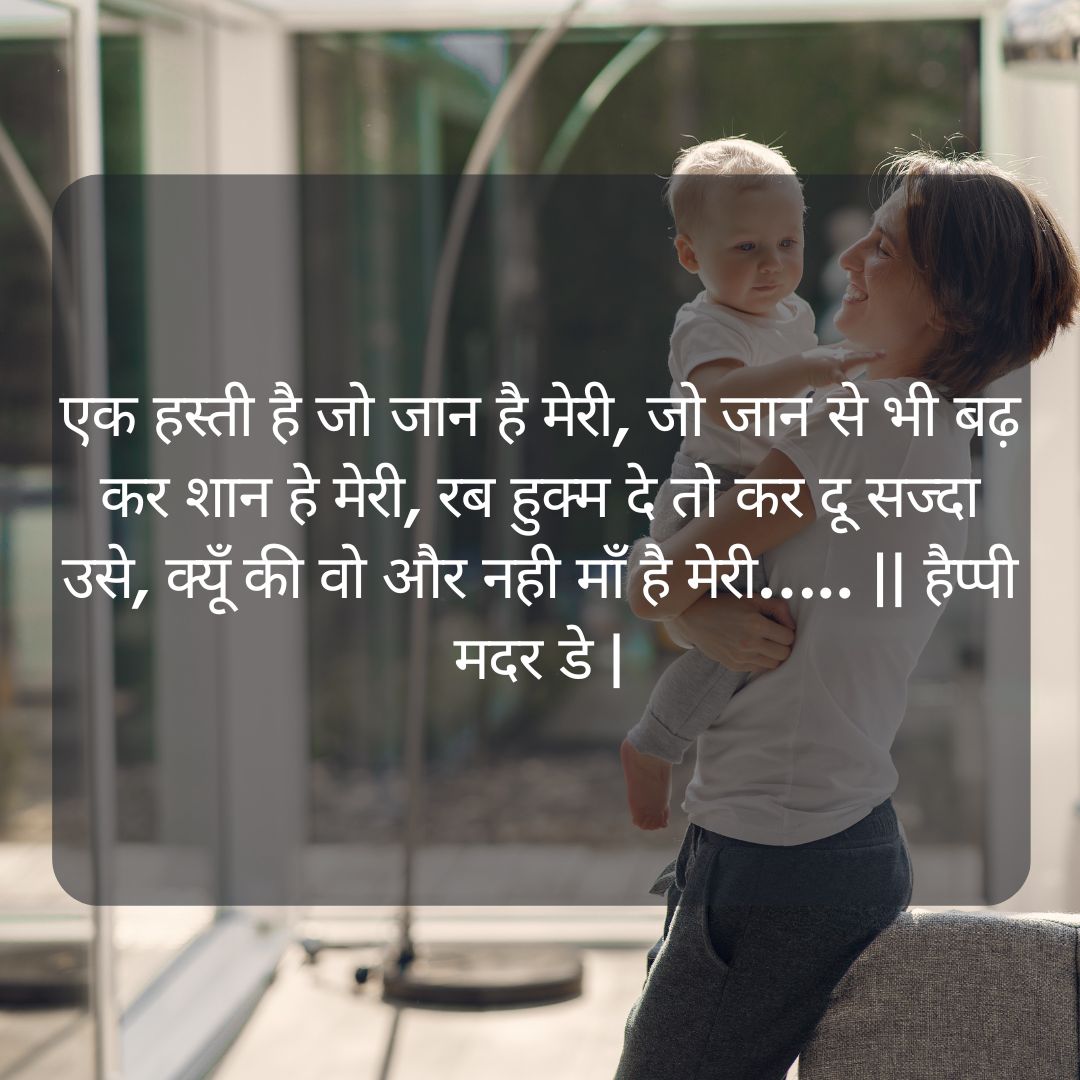 एक हस्ती है जो जान है मेरी, जो जान से भी बढ़
कर शान हे मेरी, रब हुक्म दे तो कर दू सज्दा
उसे, क्यूँ की वो और नही माँ है मेरी..... || हैप्पी
मदर डे |